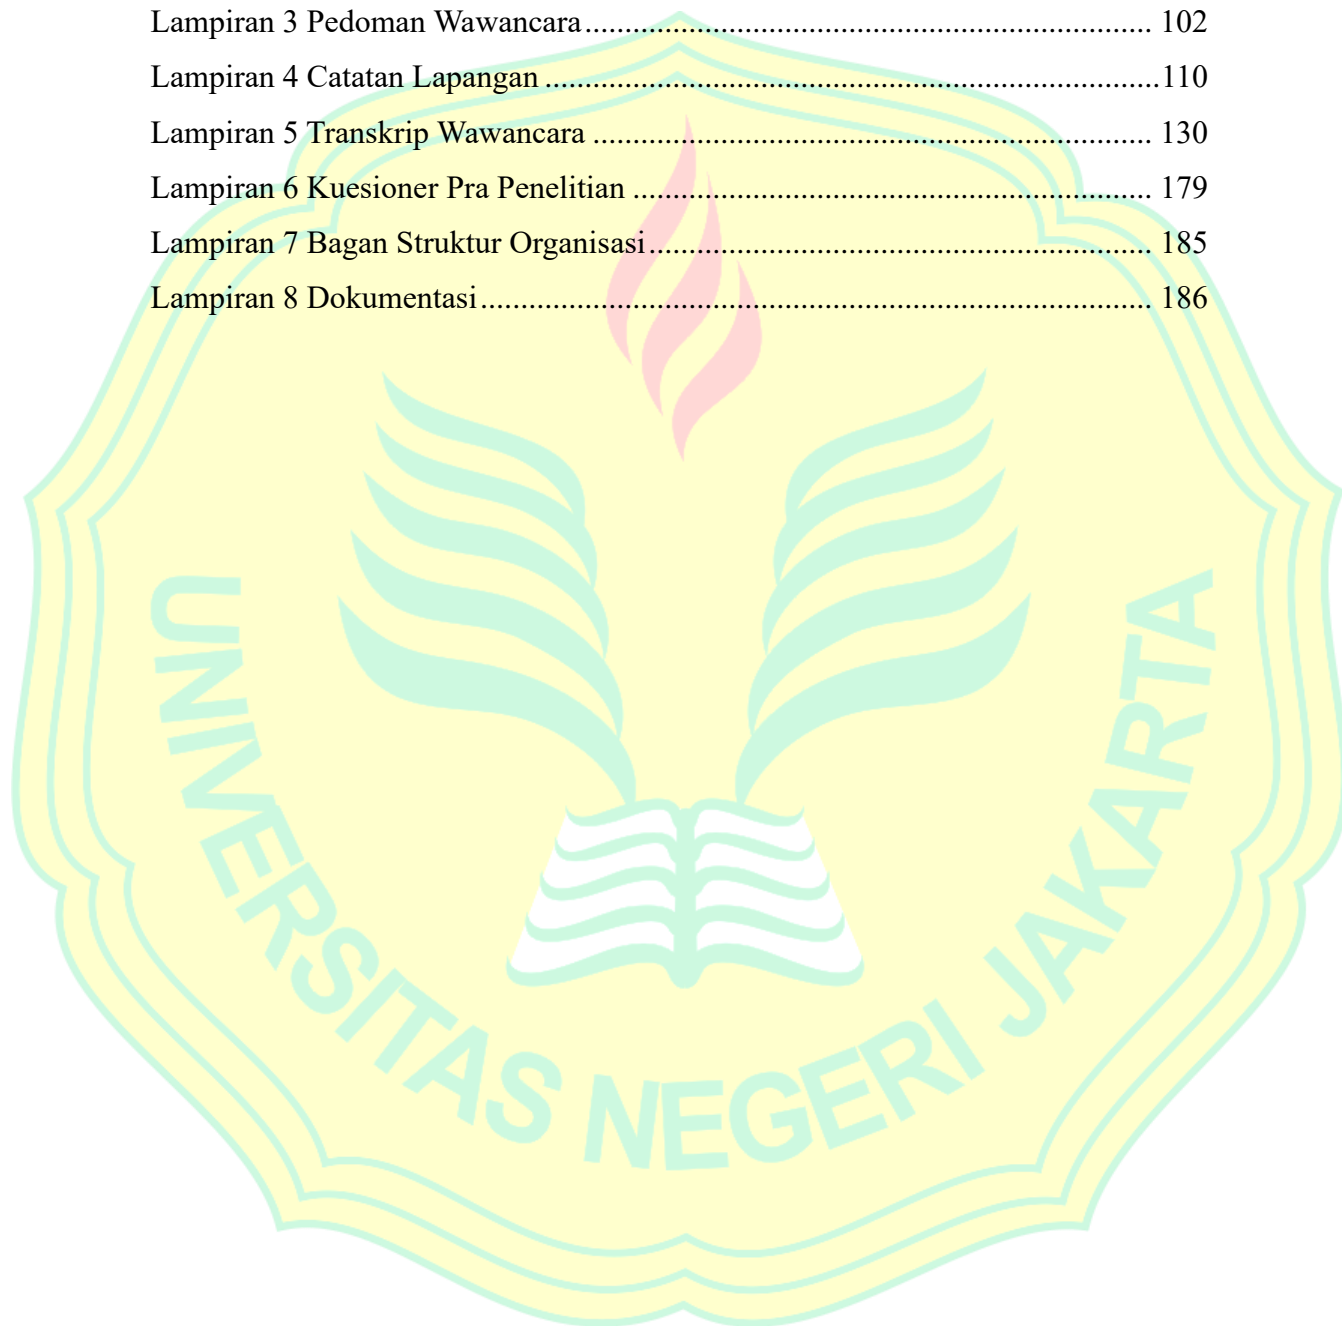 Lampiran 3 Pedoman Wawancara........................................................................ 102
Lampiran 4 Catatan Lapangan ..............................................................................110
Lampiran 5 Transkrip Wawancara ....................................................................... 130
Lampiran 6 Kuesioner Pra Penelitian .................................................................. 179
Lampiran 7 Bagan Struktur Organisasi................................................................ 185
Lampiran 8 Dokumentasi..................................................................................... 186
UNIVERSITAS NEGERI JAKARTA